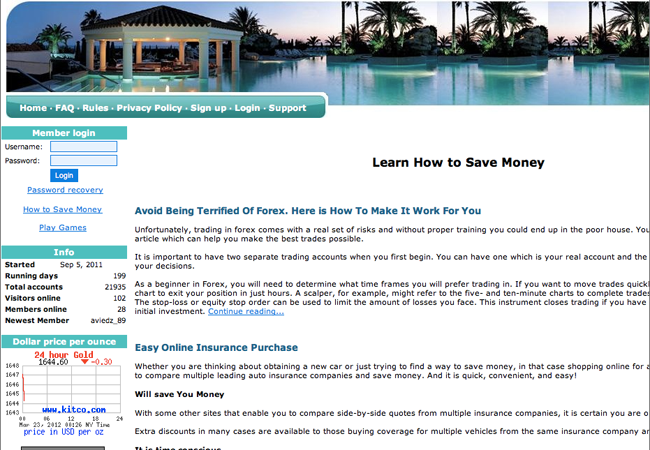 Home · FAQ · Rules · Privacy Policy · Sign up · Login · Support
Member login
Username:
Password:
Login
Password recovery
How to Save Money
Play Games
Info
Started Sep 5, 2011
Running days 199
Total accounts 21935
Visitors online 102
Members online 28
Newest Member aviedz_89
Dollar price per ounce
24 hour Gold
1644.60 -0.30
1648
1647
1646
1645
1644
1643
www.kitco.com
00 06 12 18 00
Mar 23, 2012 00:26 NY Time
price in USD per oz
Learn How to Save Money
Avoid Being Terrified Of Forex. Here is How To Make It Work For You
Unfortunately, trading in forex comes with a real set of risks and without proper training you could end up in the poor house. You
article which can help you make the best trades possible.
It is important to have two separate trading accounts when you first begin. You can have one which is your real account and the
your decisions.
As a beginner in Forex, you will need to determine what time frames you will prefer trading in. If you want to move trades quickl
chart to exit your position in just hours. A scalper, for example, might refer to the five- and ten-minute charts to complete trades
The stop-loss or equity stop order can be used to limit the amount of losses you face. This instrument closes trading if you have
initial investment. Continue reading...
Easy Online Insurance Purchase
Whether you are thinking about obtaining a new car or just trying to find a way to save money, in that case shopping online for a
to compare multiple leading auto insurance companies and save money. And it is quick, convenient, and easy!
Will save You Money
With some other sites that enable you to compare side-by-side quotes from multiple insurance companies, it is certain you are o
Extra discounts in many cases are available to those buying coverage for multiple vehicles from the same insurance company ar
It is time conscious